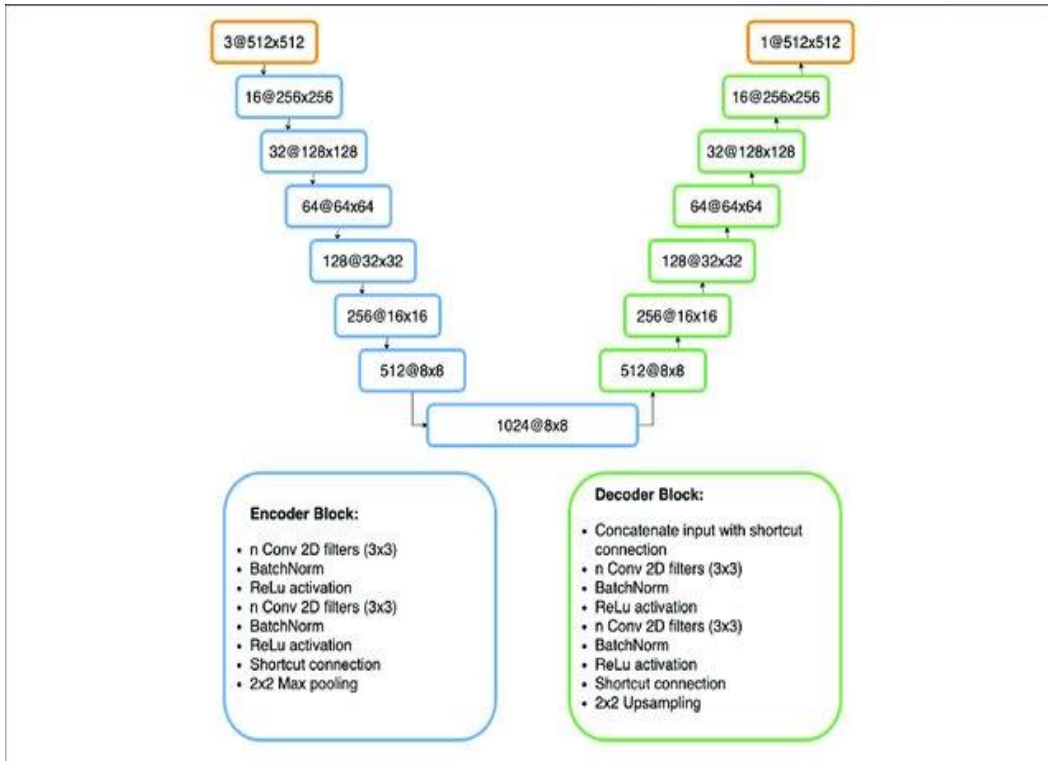 3@512x512
16@256x256
32@128x128
64@64x64
128@32x32
256@16x16
512@8x8
1024@8x8
512@8x8
256@16x16
128@32x32
64@64x64
32@128x128
16@256x256
1@512x512
Encoder Block:
• n Conv 2D filters (3x3)
• BatchNorm
• ReLu activation
• n Conv 2D filters (3x3)
• BatchNorm
• ReLu activation
• Shortcut connection
• 2x2 Max pooling
Decoder Block:
• Concatenate input with shortcut
connection
• n Conv 2D filters (3x3)
• BatchNorm
• ReLu activation
• n Conv 2D filters (3x3)
• BatchNorm
• ReLu activation
• Shortcut connection
• 2x2 Upsampling